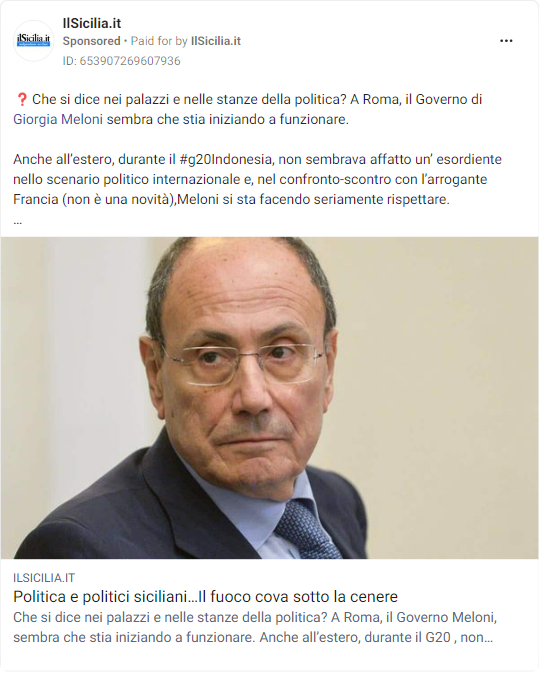 IlSicilia.it
ilSicilia.it
Sponsored • Paid for by IlSicilia.it
ID: 653907269607936
❓Che si dice nei palazzi e nelle stanze della politica? A Roma, il Governo di
Giorgia Meloni sembra che stia iniziando a funzionare.
Anche all’estero, durante il #g20Indonesia, non sembrava affatto un’ esordiente
nello scenario politico internazionale e, nel confronto-scontro con l’arrogante
Francia (non è una novità),Meloni si sta facendo seriamente rispettare.
...
ILSICILIA.IT
Politica e politici siciliani...Il fuoco cova sotto la cenere
Che si dice nei palazzi e nelle stanze della politica? A Roma, il Governo Meloni,
sembra che stia iniziando a funzionare. Anche all’estero, durante il G20 , non...